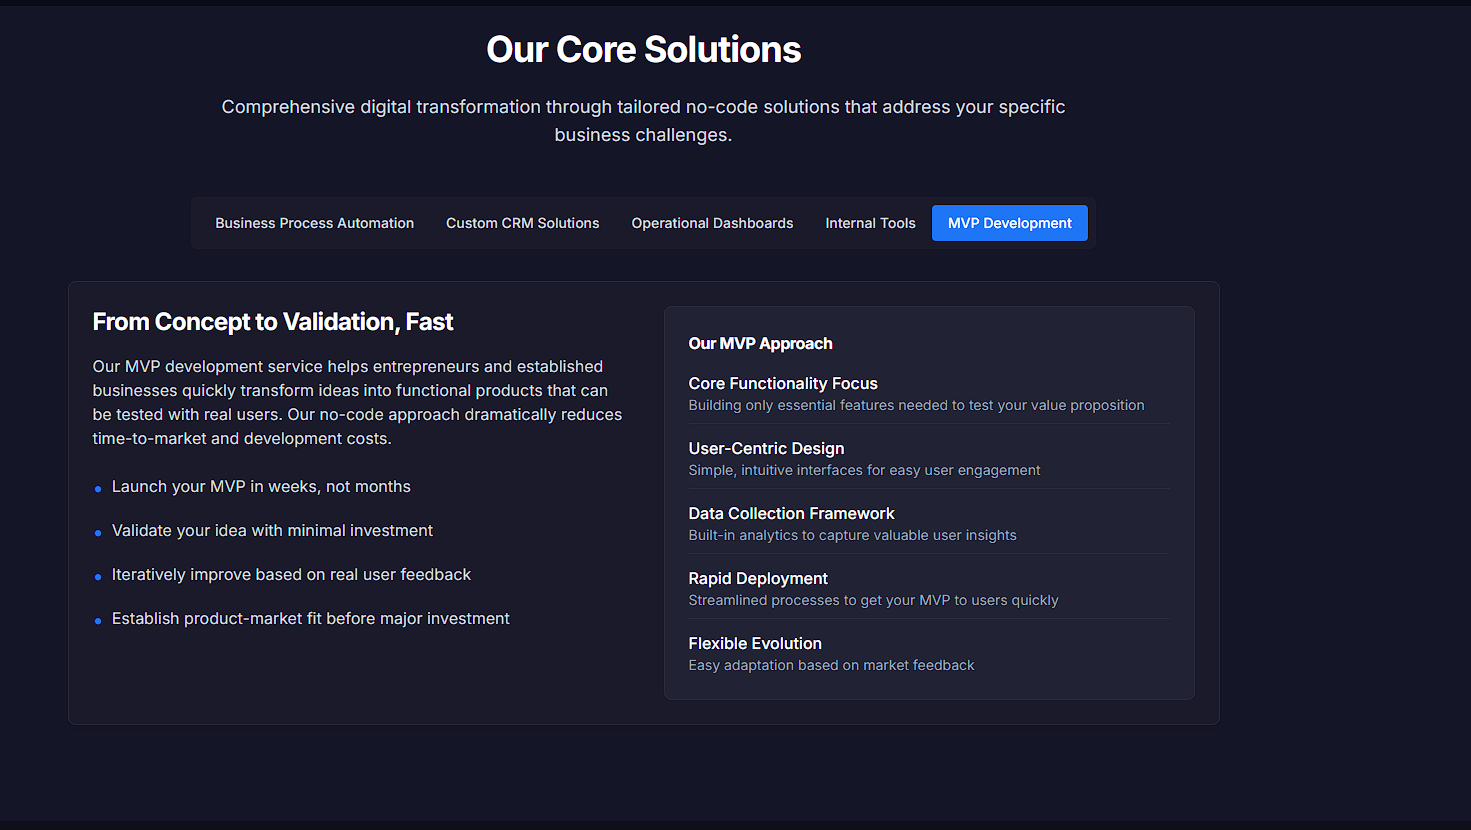 Our Core Solutions
Comprehensive digital transformation through tailored no-code solutions that address your specific
business challenges.
Business Process Automation
Custom CRM Solutions
Operational Dashboards
Internal Tools
MVP Development
From Concept to Validation, Fast
Our MVP development service helps entrepreneurs and established
businesses quickly transform ideas into functional products that can
be tested with real users. Our no-code approach dramatically reduces
time-to-market and development costs.
Launch your MVP in weeks, not months
Validate your idea with minimal investment
Iteratively improve based on real user feedback
Establish product-market fit before major investment
Our MVP Approach
Core Functionality Focus
Building only essential features needed to test your value proposition
User-Centric Design
Simple, intuitive interfaces for easy user engagement
Data Collection Framework
Built-in analytics to capture valuable user insights
Rapid Deployment
Streamlined processes to get your MVP to users quickly
Flexible Evolution
Easy adaptation based on market feedback